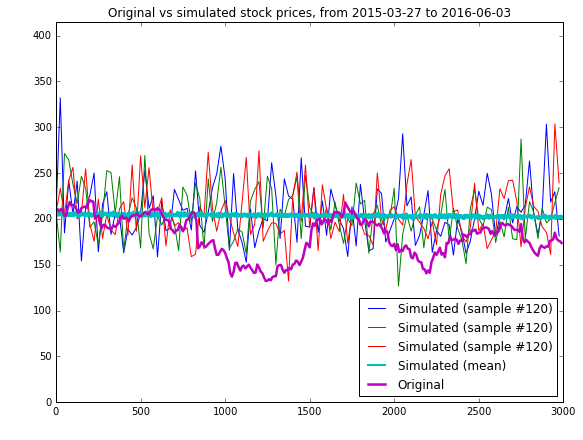 Original vs simulated stock prices, from 2015-03-27 to 2016-06-03
400
350
300
250
200
150
100
50
0
Simulated (sample #120)
Simulated (sample #120)
Simulated (sample #120)
Simulated (mean)
Original
0 500 1000 1500 2000 2500 3000